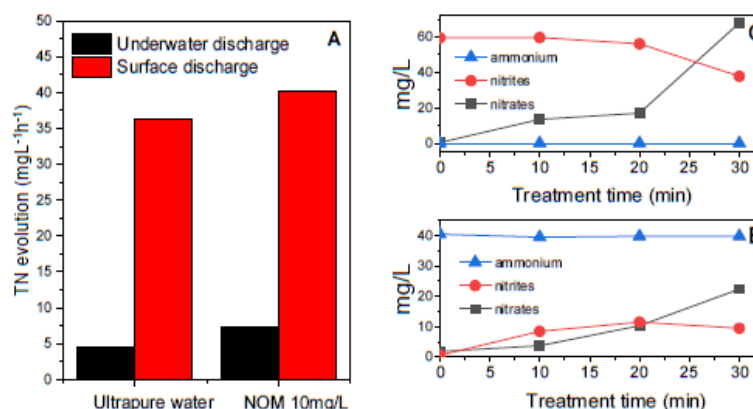 50
45
40
35
30
25
20
15
10
5
0
TN evolution (mgL⁻¹h⁻¹)
A
Underwater discharge
Surface discharge
Ultrapure water NOM 10mg/L
60
40
20
0
mg/L
ammonium
nitrites
nitrates
0 5 10 15 20 25 30
Treatment time (min)
40
30
20
10
0
mg/L
ammonium
nitrites
nitrates
0 5 10 15 20 25 30
Treatment time (min)